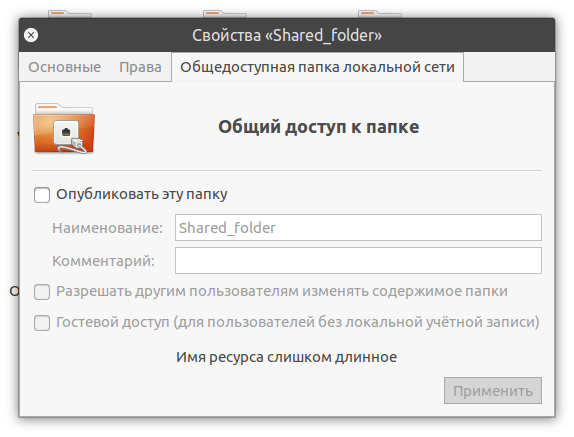 Свойства «Shared_folder»
Основные Права Общедоступная папка локальной сети
Общий доступ к папке
Опубликовать эту папку
Наименование: Shared_folder
Комментарий:
Разрешать другим пользователям изменять содержимое папки
Гостевой доступ (для пользователей без локальной учётной записи)
Имя ресурса слишком длинное
Применить